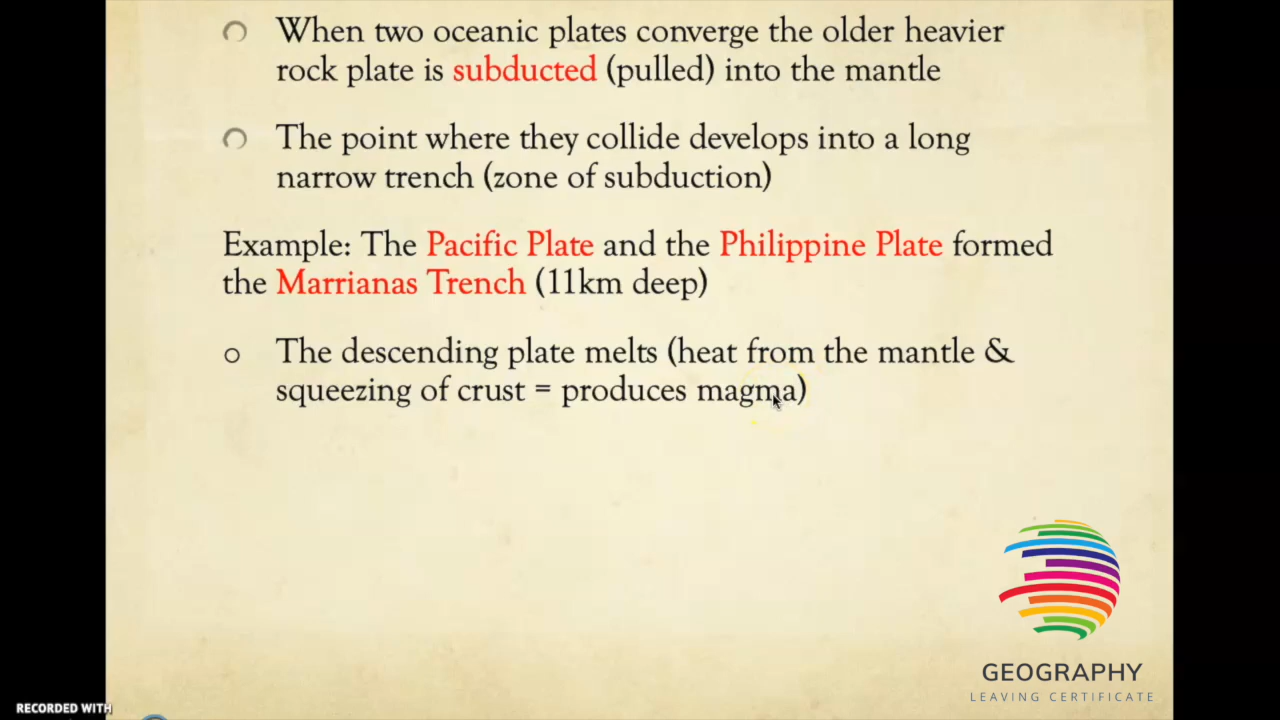 When two oceanic plates converge the older heavier
rock plate is subducted (pulled) into the mantle
The point where they collide develops into a long
narrow trench (zone of subduction)
Example: The Pacific Plate and the Philippine Plate formed
the Marrianas Trench (11km deep)
The descending plate melts (heat from the mantle &
squeezing of crust = produces magma)
GEOGRAPHY
LEAVING CERTIFICATE
RECORDED WITH